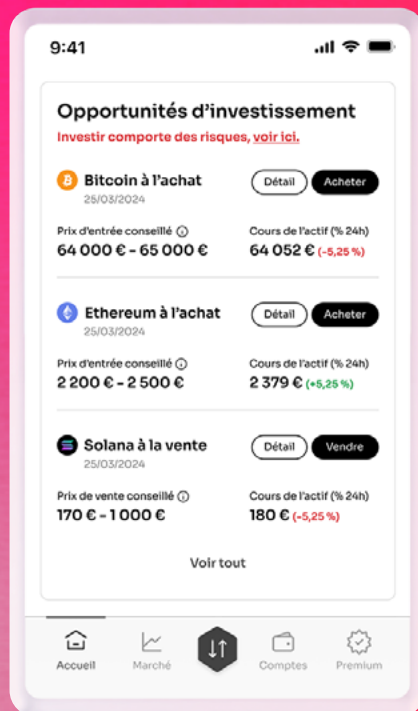 9:41
Opportunités d'investissement
Investir comporte des risques, voir ici.
Bitcoin à l'achat
Détail
Acheter
25/03/2024
Prix d'entrée conseillé
Cours de l'actif (% 24h)
64 000 € - 65 000 €
64 052 € (-5,25 %)
Ethereum à l'achat
Détail
Acheter
25/03/2024
Prix d'entrée conseillé
Cours de l'actif (% 24h)
2 200 € - 2 500 €
2 379 € (+5,25 %)
Solana à la vente
Détail
Vendre
25/03/2024
Prix de vente conseillé
Cours de l'actif (% 24h)
170 € - 1 000 €
180 € (-5,25 %)
Voir tout
Accueil
Marché
Comptes
Premium